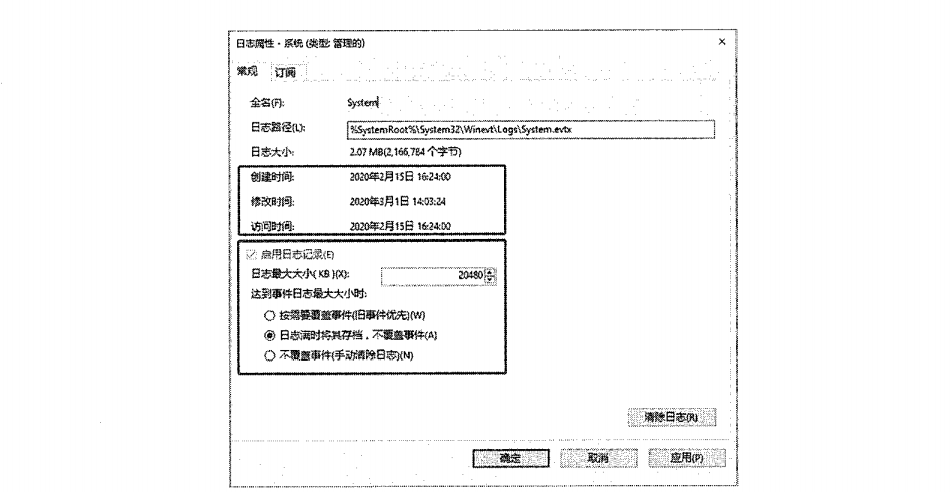 日志属性 - 系统 (类型: 管理的)
×
常规 订阅
全名(F): System
日志路径(L): %SystemRoot%\System32\Winevt\Logs\System.evtx
日志大小: 2.07 MB(2,166,784 个字节)
创建时间: 2020年2月15日 16:24:00
修改时间: 2020年3月1日 14:03:24
访问时间: 2020年2月15日 16:24:00
启用日志记录(E)
日志最大大小( KB )(X): 20480
达到事件日志最大大小时:
按需要覆盖事件(旧事件优先)(W)
日志满时将其存档，不覆盖事件(A)
不覆盖事件(手动清除日志)(N)
清除日志(R)
确定 取消 应用(P)